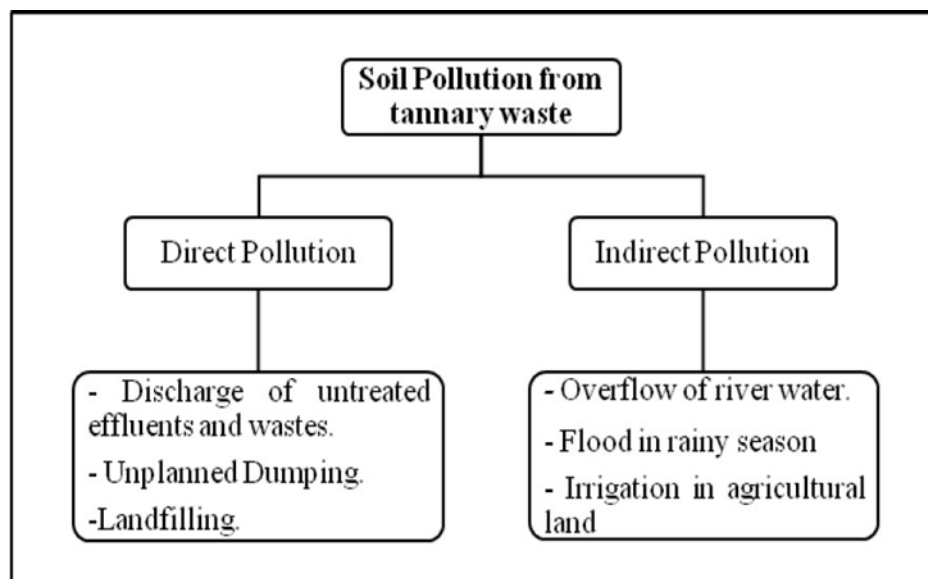 Soil Pollution from
tannary waste
Direct Pollution
Indirect Pollution
- Discharge of untreated
effluents and wastes.
- Unplanned Dumping.
-Landfilling.
- Overflow of river water.
- Flood in rainy season
- Irrigation in agricultural
land